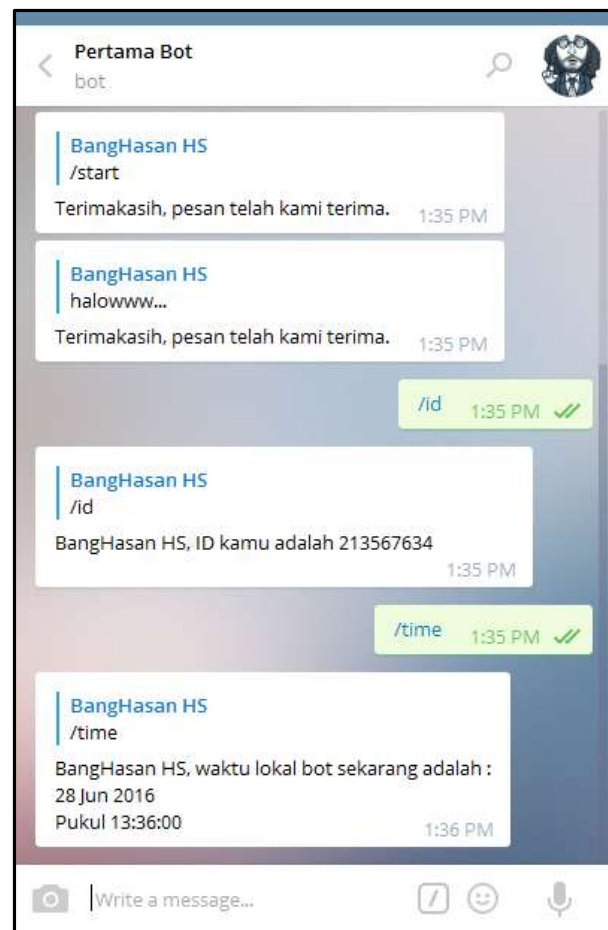 Pertama Bot
bot
BangHasan HS
/start
Terimakasih, pesan telah kami terima. 1:35 PM
BangHasan HS
halowww...
Terimakasih, pesan telah kami terima. 1:35 PM
/id 1:35 PM
BangHasan HS
/id
BangHasan HS, ID kamu adalah 213567634
1:35 PM
/time 1:35 PM
BangHasan HS
/time
BangHasan HS, waktu lokal bot sekarang adalah :
28 Jun 2016
Pukul 13:36:00 1:36 PM
Write a message...